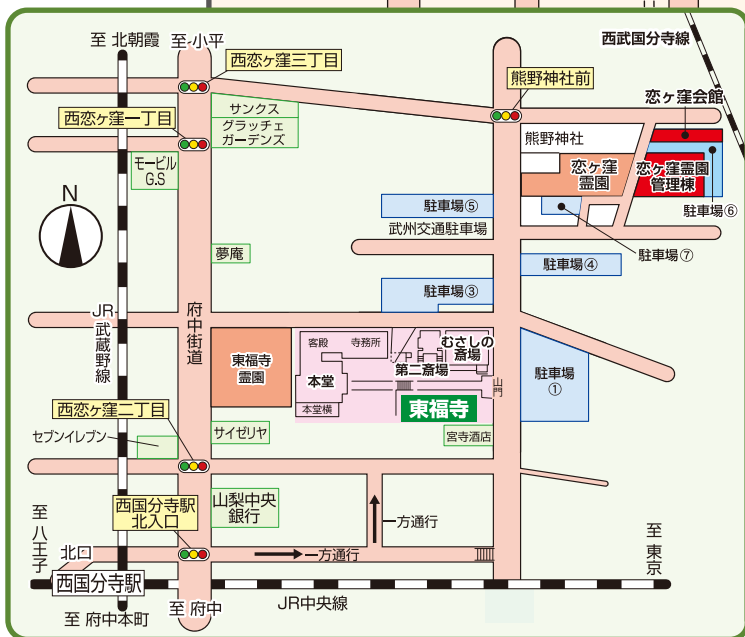 至 北朝霞
至 小平
西恋ヶ窪三丁目
西武国分寺線
熊野神社前
恋ヶ窪会館
サンクス
グラッチェ
ガーデンズ
西恋ヶ窪一丁目
熊野神社
モービル
G.S
恋ヶ窪
霊園
恋ヶ窪霊園
管理棟
N
駐車場⑤
駐車場⑥
武州交通駐車場
夢庵
駐車場⑦
駐車場④
駐車場③
JR
武蔵野線
府中街道
客殿
寺務所
むさしの
斎場
東福寺
霊園
本堂
第二斎場
山門
駐車場
①
西恋ヶ窪二丁目
本堂横
東福寺
セブンイレブン
サイゼリヤ
宮寺酒店
西国分寺駅
北入口
山梨中央
銀行
一方通行
至 八王子
至 東京
北口
一方通行
西国分寺駅
JR中央線
至 府中
至 府中本町